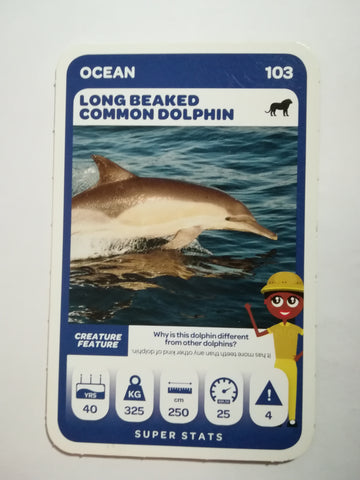 OCEAN 103
LONG BEAKED
COMMON DOLPHIN
CREATURE
FEATURE
Why is this dolphin different
from other dolphins?
It has more teeth than any other kind dolphin.
YRS KG cm
40 325 250 25 4
SUPER STATS